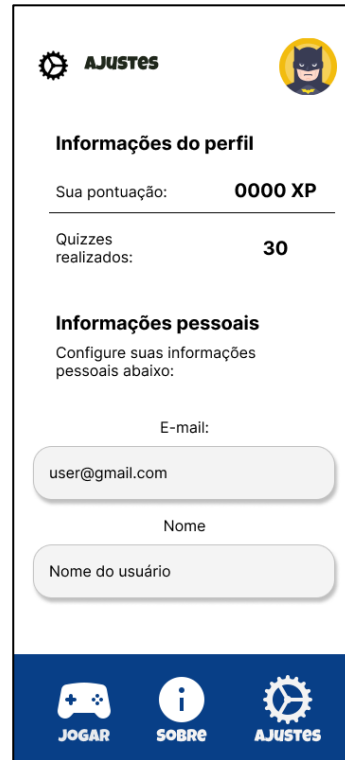 AJUSTES
Informações do perfil
Sua pontuação: 0000 XP
Quizzes
realizados: 30
Informações pessoais
Configure suas informações
pessoais abaixo:
E-mail:
user@gmail.com
Nome
Nome do usuário
JOGAR SOBRE AJUSTES